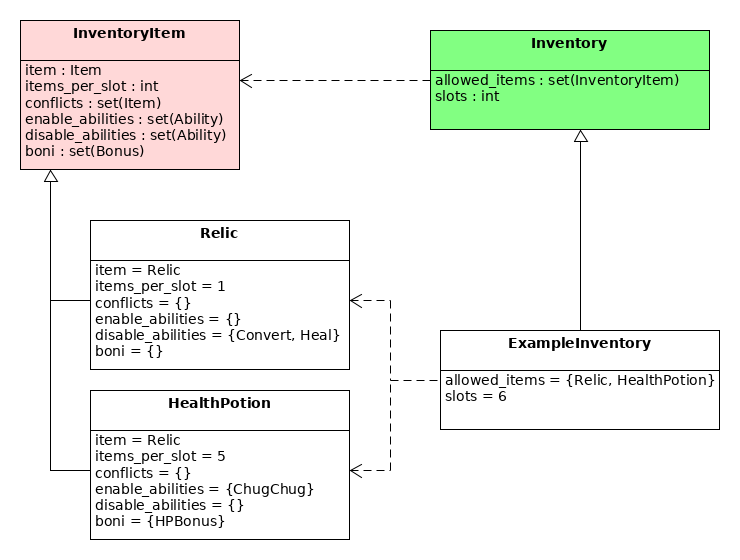 InventoryItem
item : Item
items_per_slot : int
conflicts : set(Item)
enable_abilities : set(Ability)
disable_abilities : set(Ability)
boni : set(Bonus)
Inventory
allowed_items : set(InventoryItem)
slots : int
Relic
item = Relic
items_per_slot = 1
conflicts = {}
enable_abilities = {}
disable_abilities = {Convert, Heal}
boni = {}
ExampleInventory
allowed_items = {Relic, HealthPotion}
slots = 6
HealthPotion
item = Relic
items_per_slot = 5
conflicts = {}
enable_abilities = {ChugChug}
disable_abilities = {}
boni = {HPBonus}